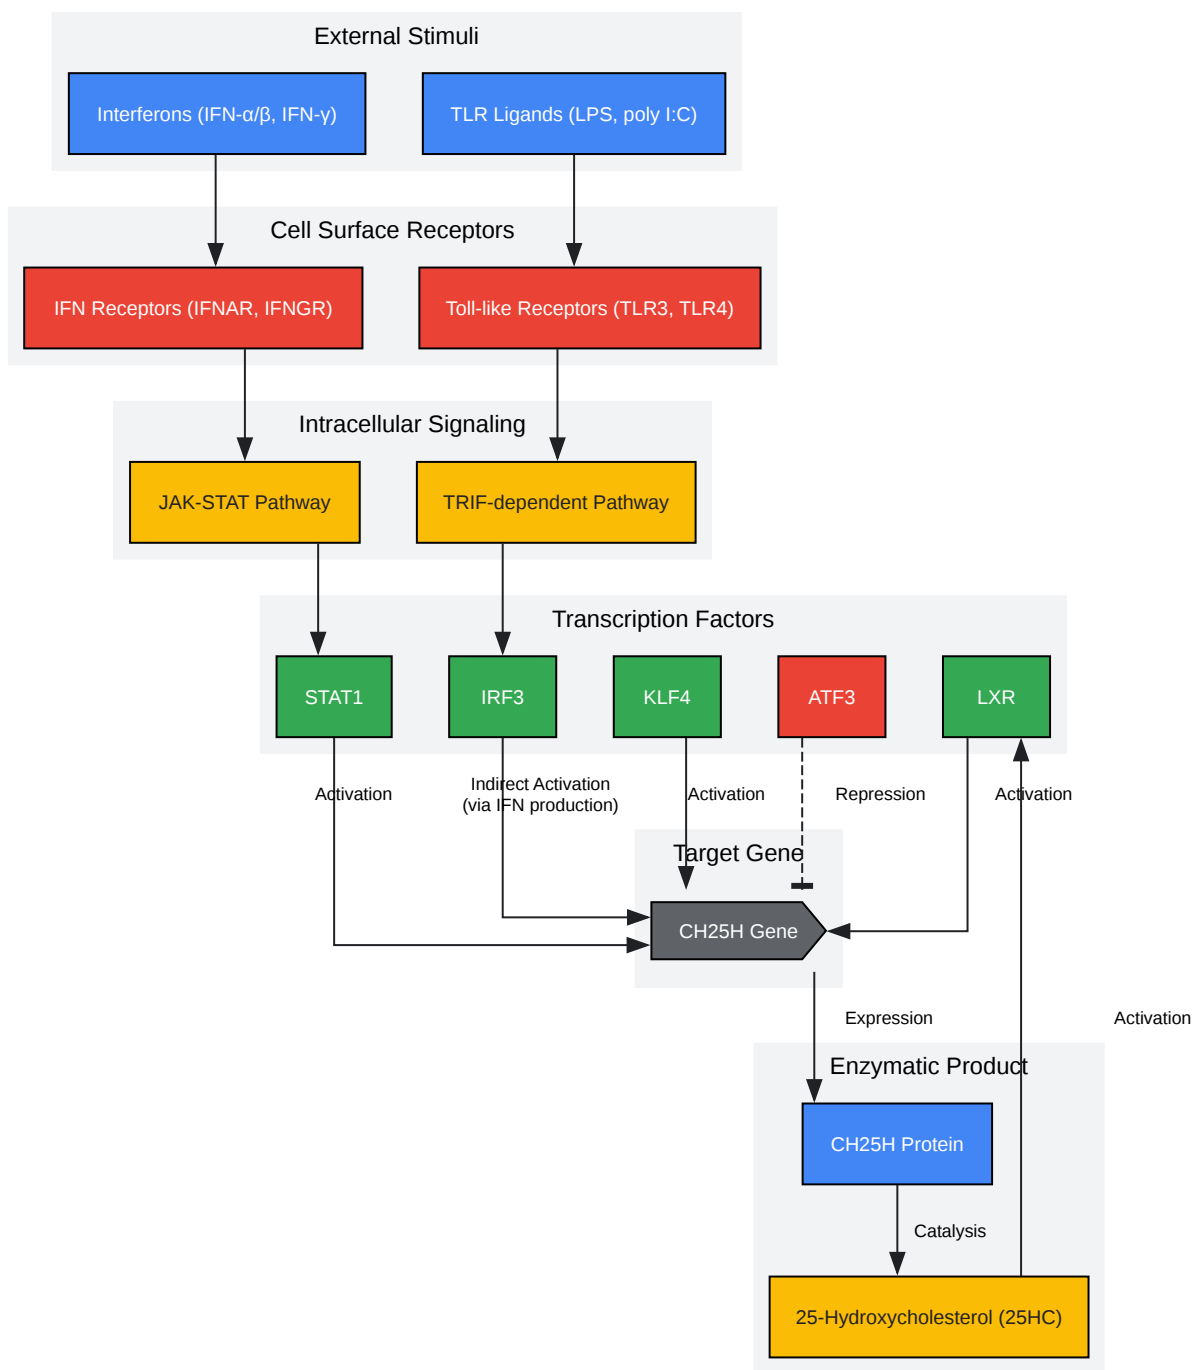 External Stimuli
Interferons (IFN-α/β, IFN-γ)
TLR Ligands (LPS, poly I:C)
Cell Surface Receptors
IFN Receptors (IFNAR, IFNGR)
Toll-like Receptors (TLR3, TLR4)
Intracellular Signaling
JAK-STAT Pathway
TRIF-dependent Pathway
Transcription Factors
STAT1
IRF3
KLF4
ATF3
LXR
Activation
Indirect Activation
(via IFN production)
Activation
Repression
Activation
Target Gene
CH25H Gene
Expression
Activation
Enzymatic Product
CH25H Protein
Catalysis
25-Hydroxycholesterol (25HC)